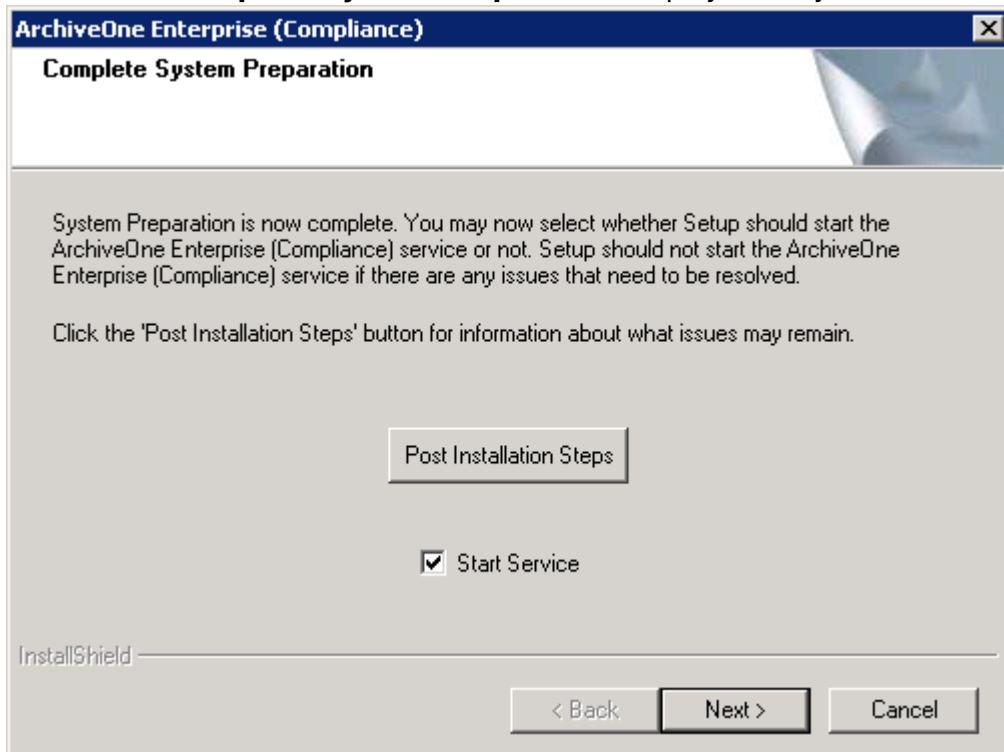 ArchiveOne Enterprise (Compliance)
Complete System Preparation
System Preparation is now complete. You may now select whether Setup should start the
ArchiveOne Enterprise (Compliance) service or not. Setup should not start the ArchiveOne
Enterprise (Compliance) service if there are any issues that need to be resolved.
Click the 'Post Installation Steps' button for information about what issues may remain.
Post Installation Steps
Start Service
InstallShield
< Back
Next >
Cancel